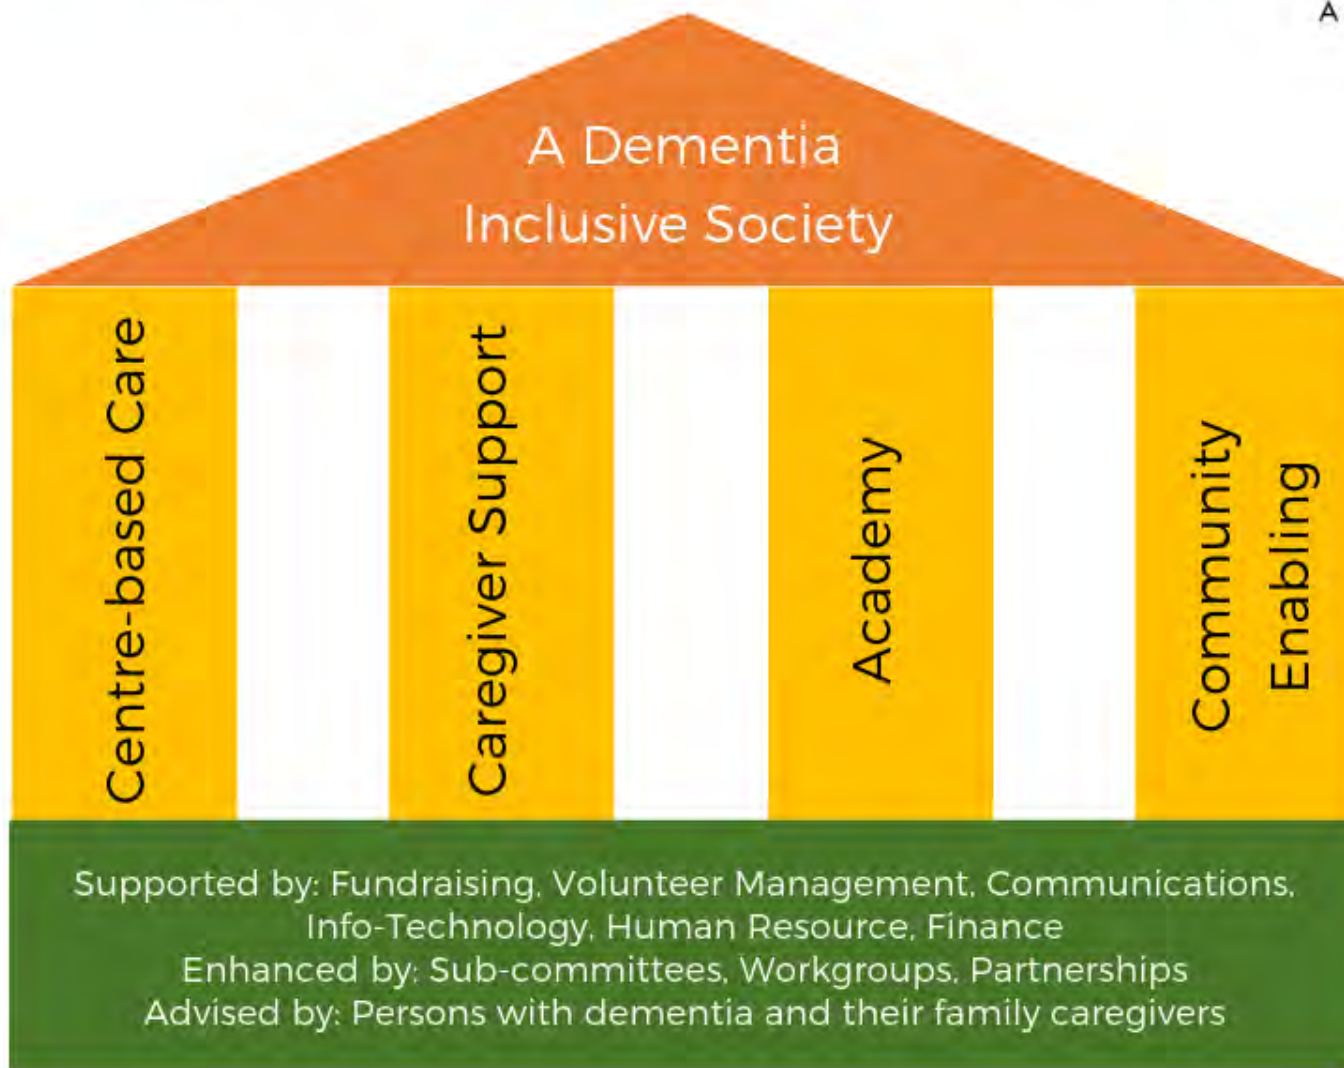 A
A Dementia
Inclusive Society
Centre-based Care
Caregiver Support
Academy
Community
Enabling
Supported by: Fundraising, Volunteer Management, Communications,
Info-Technology, Human Resource, Finance
Enhanced by: Sub-committees, Workgroups, Partnerships
Advised by: Persons with dementia and their family caregivers